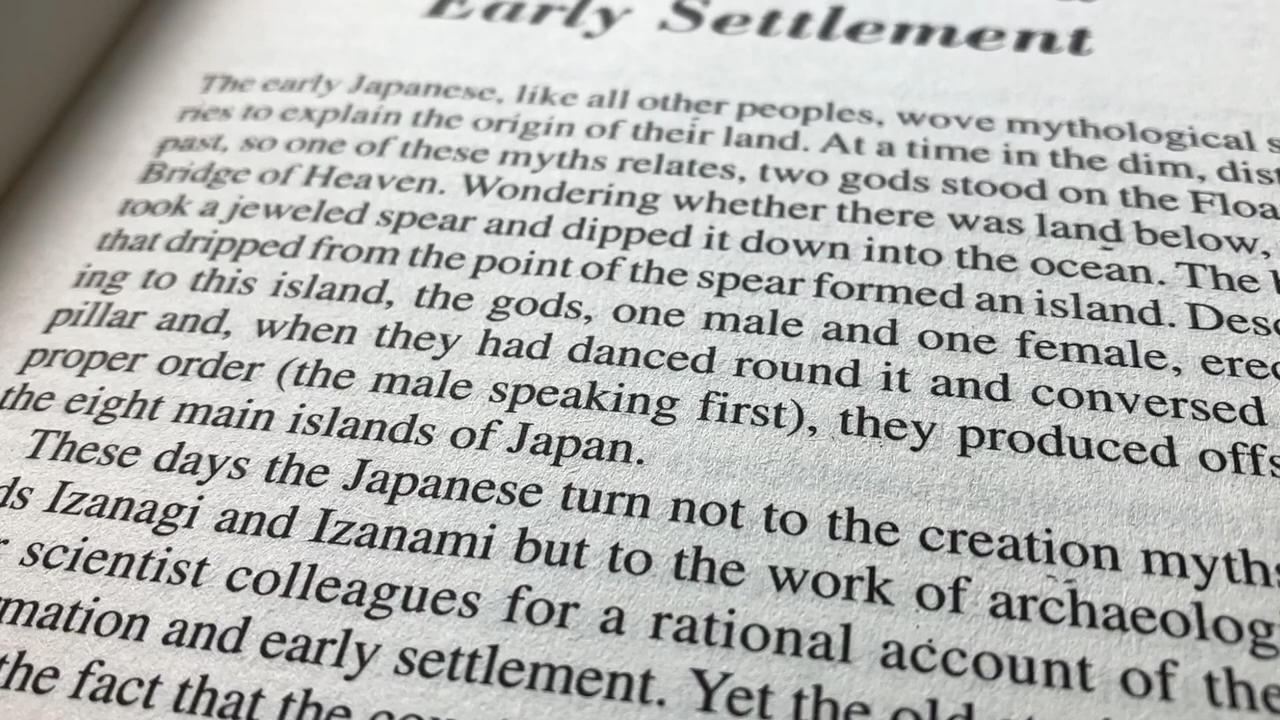 Early Settlement
The early Japanese, like all other peoples, wove mythological s
ries to explain the origin of their land. At a time in the dim, dist
past, so one of these myths relates, two gods stood on the Floa
Bridge of Heaven. Wondering whether there was land below,
took a jeweled spear and dipped it down into the ocean. The
that dripped from the point of the spear formed an island. Desc
ing to this island, the gods, one male and one female, erec
pillar and, when they had danced round it and conversed
proper order (the male speaking first), they produced offs
the eight main islands of Japan.
These days the Japanese turn not to the creation myths
ds Izanagi and Izanami but to the work of archaeolog
scientist colleagues for a rational account of the
mation and early settlement. Yet the old
the fact that the